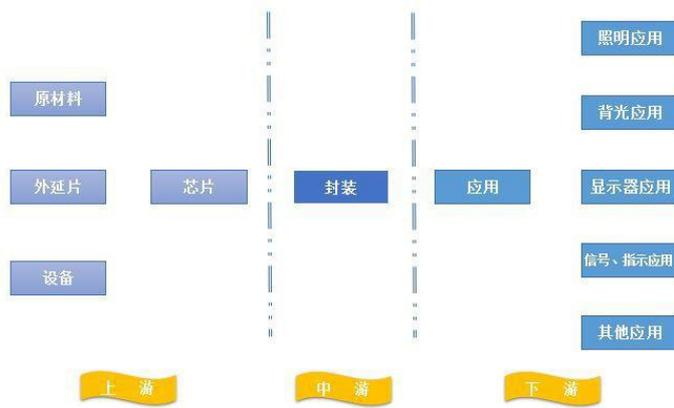 照明应用
原材料
背光应用
外延片
芯片
封装
应用
显示器应用
设备
信号、指示应用
其他应用
上 游
中 游
下 游